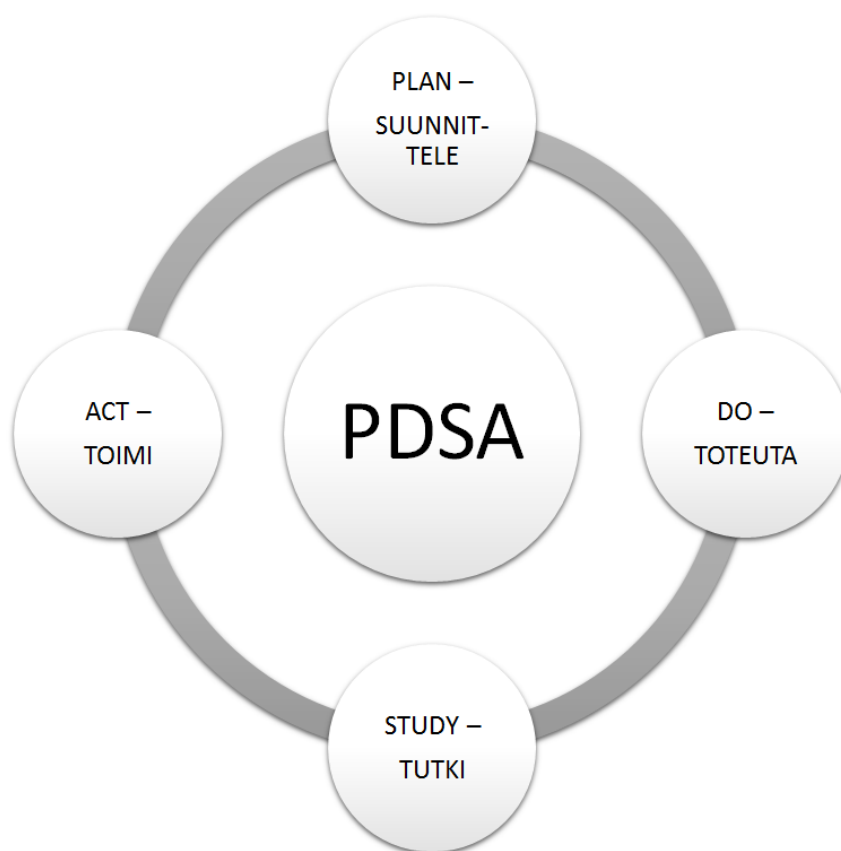 PLAN –
SUUNNIT-
TELE
PDSA
ACT –
TOIMI
DO –
TOTEUTA
STUDY –
TUTKI